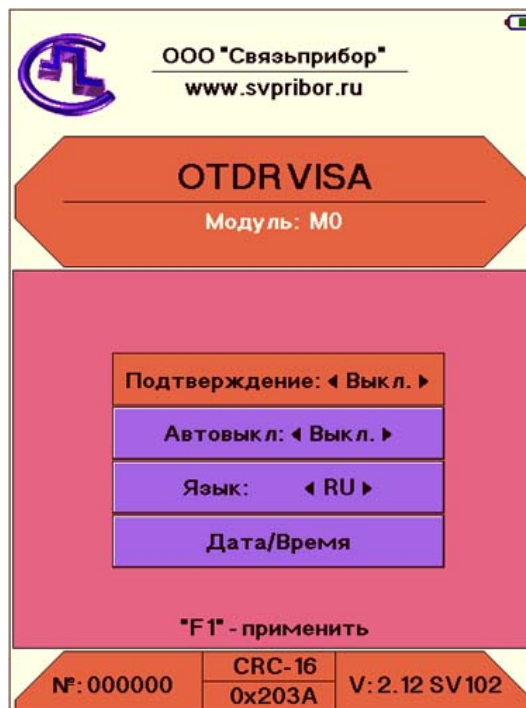 ООО "Связьприбор"
www.svpribor.ru
OTDR VISA
Модуль: M0
Подтверждение: ◂ Выкл. ▸
Автовыкл: ◂ Выкл. ▸
Язык: ◂ RU ▸
Дата/Время
"F1" - применить
№: 000000
CRC-16
0x203A
V: 2.12 SV102